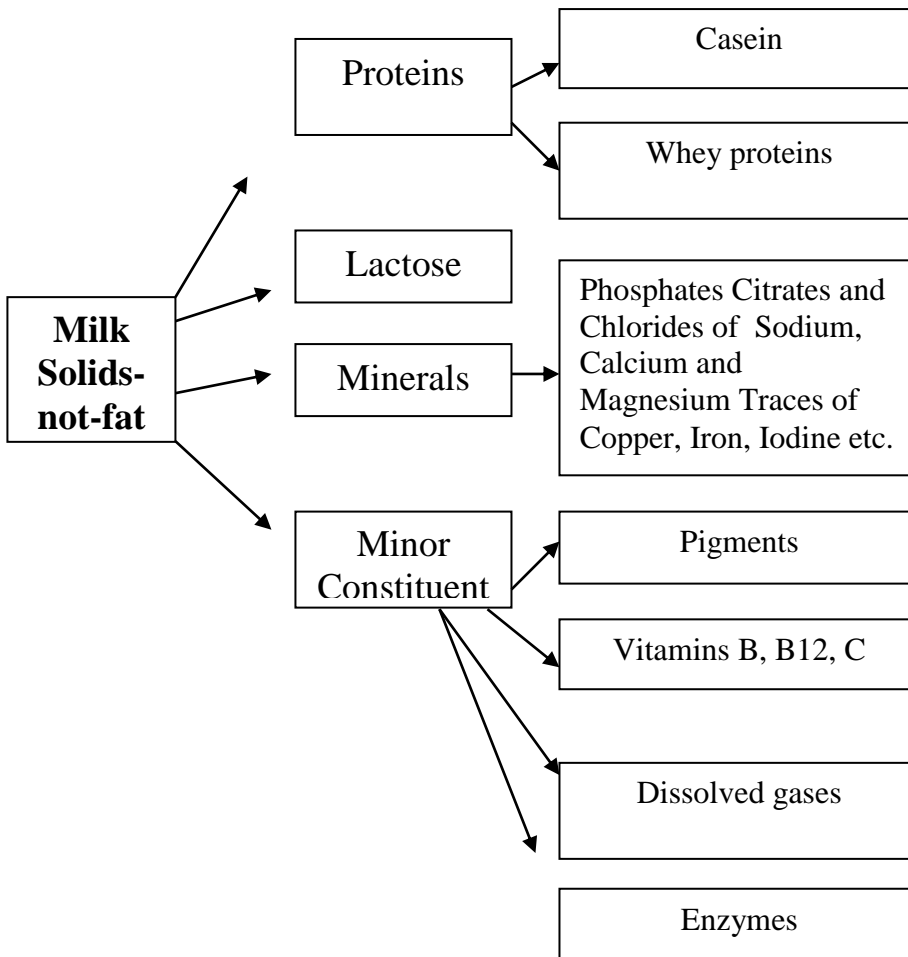 Proteins
Casein
Whey proteins
Lactose
Milk
Solids-
not-fat
Minerals
Phosphates Citrates and
Chlorides of Sodium,
Calcium and
Magnesium Traces of
Copper, Iron, Iodine etc.
Minor
Constituent
Pigments
Vitamins B, B12, C
Dissolved gases
Enzymes